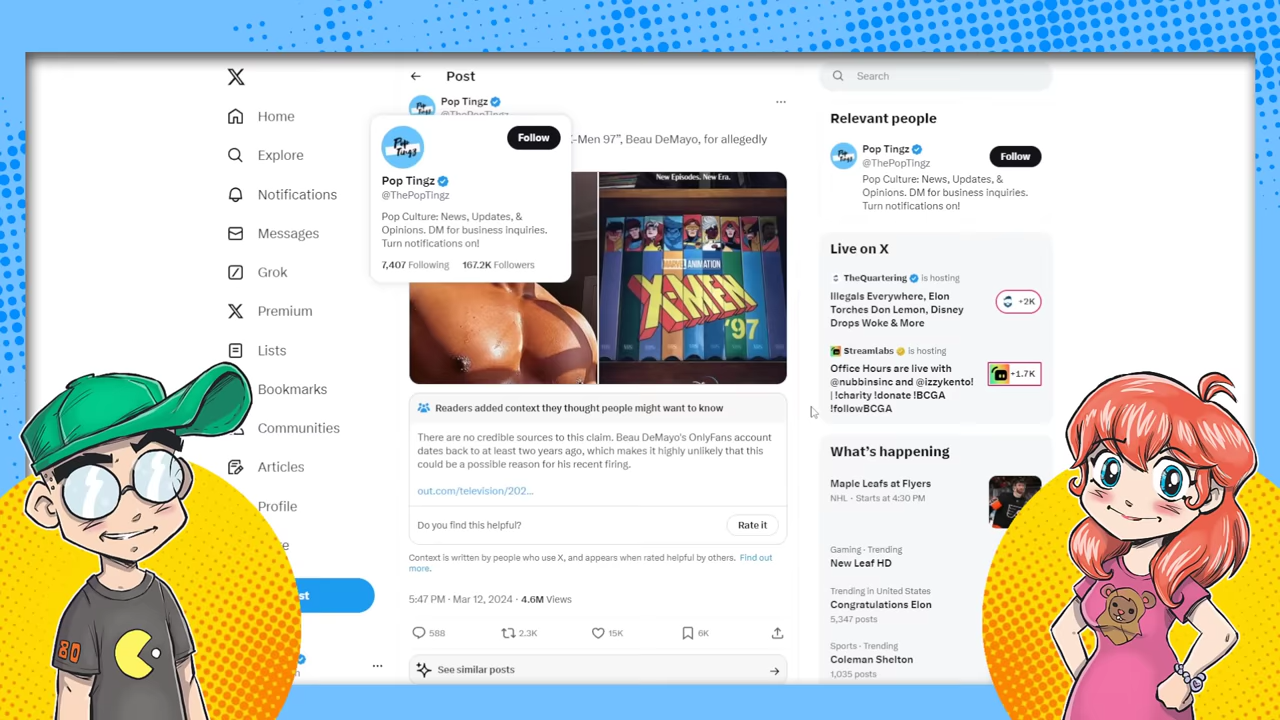 Post
Search
Home
Explore
Notifications
Messages
Grok
Premium
Lists
Bookmarks
Communities
Articles
Profile
Pop Tingz
@ThePopTingz
X-Men 97”, Beau DeMayo, for allegedly
Pop Tingz
Follow
Pop Tingz
@ThePopTingz
Pop Culture: News, Updates, &
Opinions. DM for business inquiries.
Turn notifications on!
7,407 Following 167.2K Followers
New Episodes. New Era.
MARVEL ANIMATION
X-MEN
'97
Readers added context they thought people might want to know
There are no credible sources to this claim. Beau DeMayo's OnlyFans account
dates back to at least two years ago, which makes it highly unlikely that this
could be a possible reason for his recent firing.
out.com/television/202...
Do you find this helpful?
Rate it
Context is written by people who use X, and appears when rated helpful by others. Find out
more.
5:47 PM · Mar 12, 2024 · 4.6M Views
588
2.3K
15K
6K
See similar posts
Relevant people
Pop Tingz
@ThePopTingz
Follow
Pop Culture: News, Updates, &
Opinions. DM for business inquiries.
Turn notifications on!
Live on X
TheQuartering is hosting
Illegals Everywhere, Elon
Torches Don Lemon, Disney
Drops Woke & More
+2K
Streamlabs is hosting
Office Hours are live with
@nubbinsinc and @izzykento!
| !charity !donate !BCGA
!followBCGA
+1.7K
What’s happening
Maple Leafs at Flyers
NHL · Starts at 4:30 PM
Gaming · Trending
New Leaf HD
Trending in United States
Congratulations Elon
5,347 posts
Sports · Trending
Coleman Shelton
1,035 posts
80